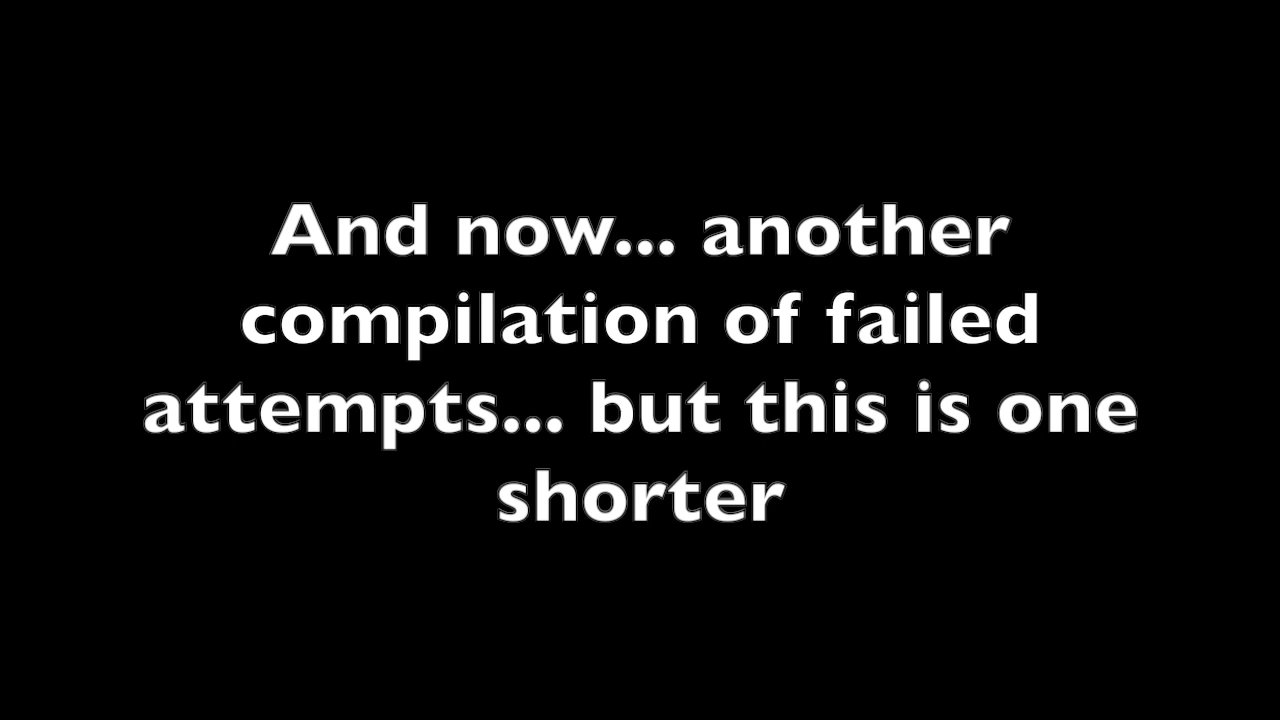 And now... another
compilation of failed
attempts... but this is one
shorter